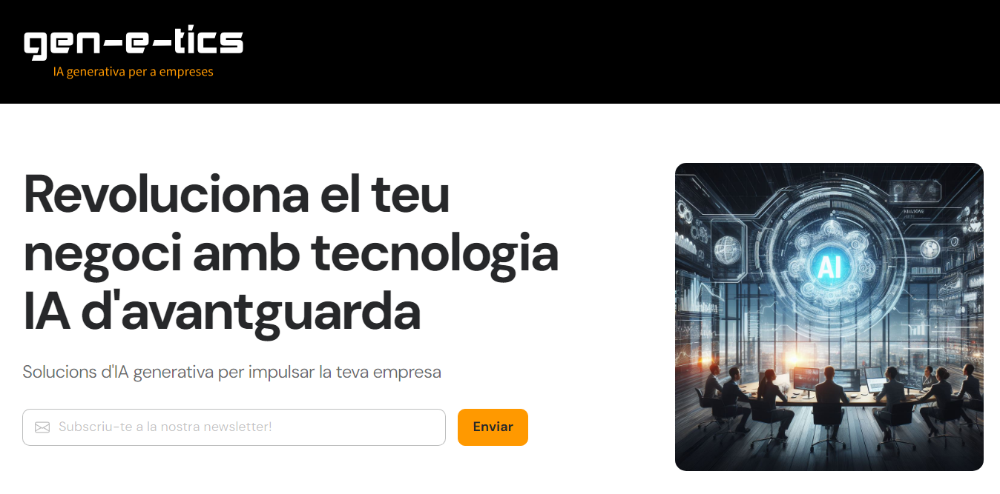 gen-e-tics
IA generativa per a empreses
Revoluciona el teu
negoci amb tecnologia
IA d'avantguarda
Solucions d'IA generativa per impulsar la teva empresa
Subscriu-te a la nostra newsletter!
Enviar
AI